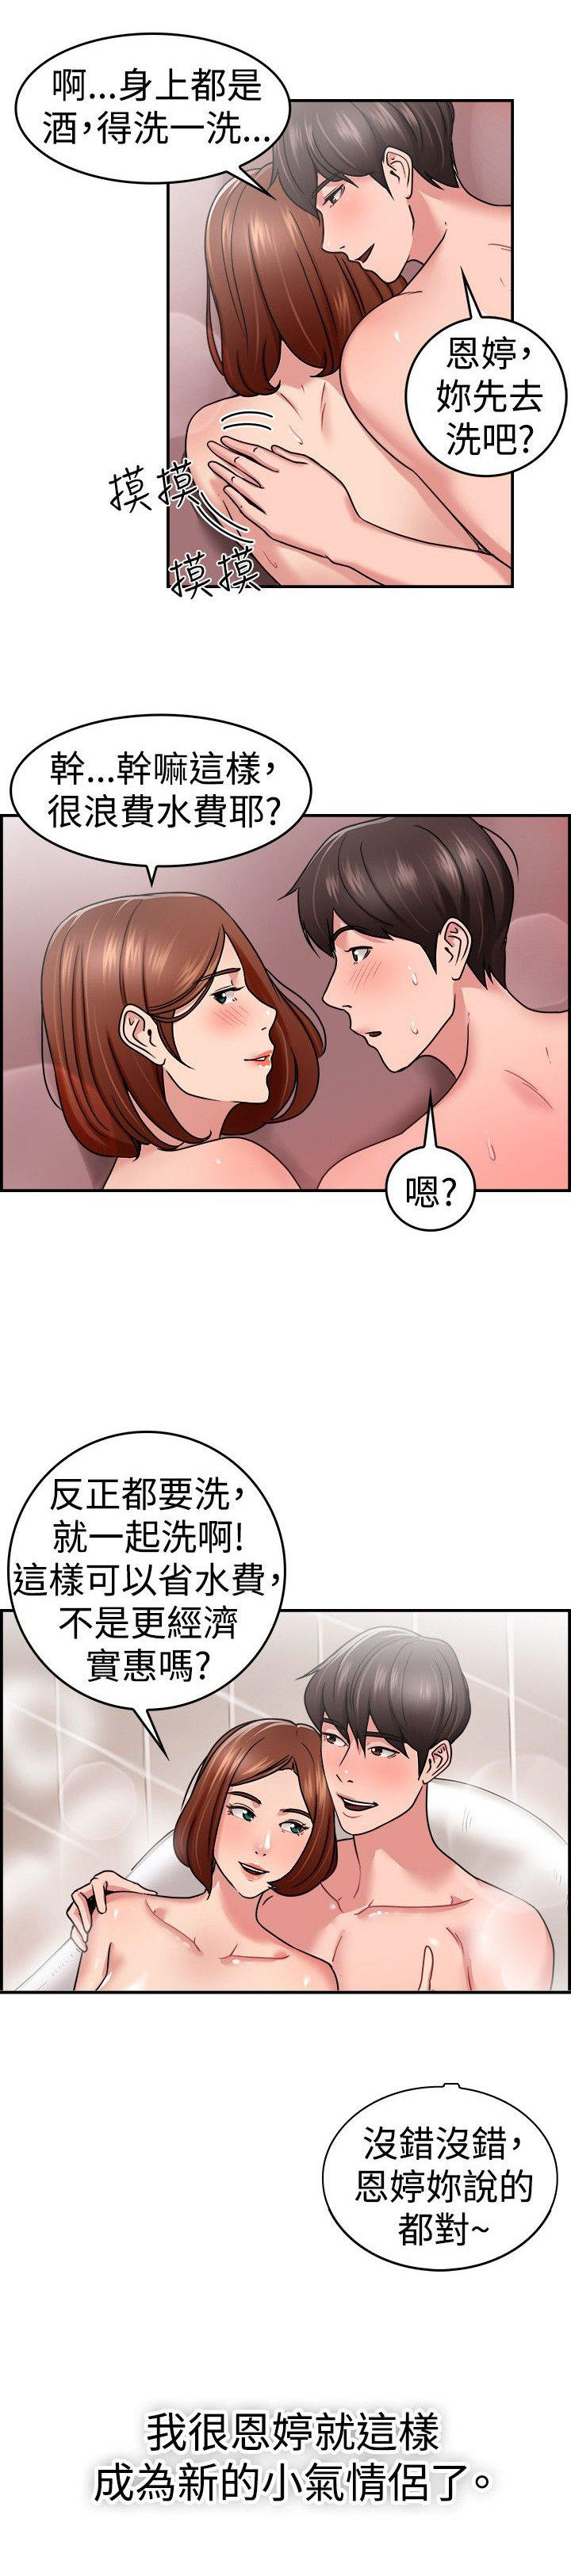 啊...身上都是
酒,得洗一洗...
恩婷,
妳先去
洗吧?
摸摸
摸摸
幹...幹嘛這樣,
很浪費水費耶?
嗯?
反正都要洗,
就一起洗啊!
這樣可以省水費,
不是更經濟
實惠嗎?
沒錯沒錯,
恩婷妳說的
都對~
我很恩婷就這樣
成為新的小氣情侶了。